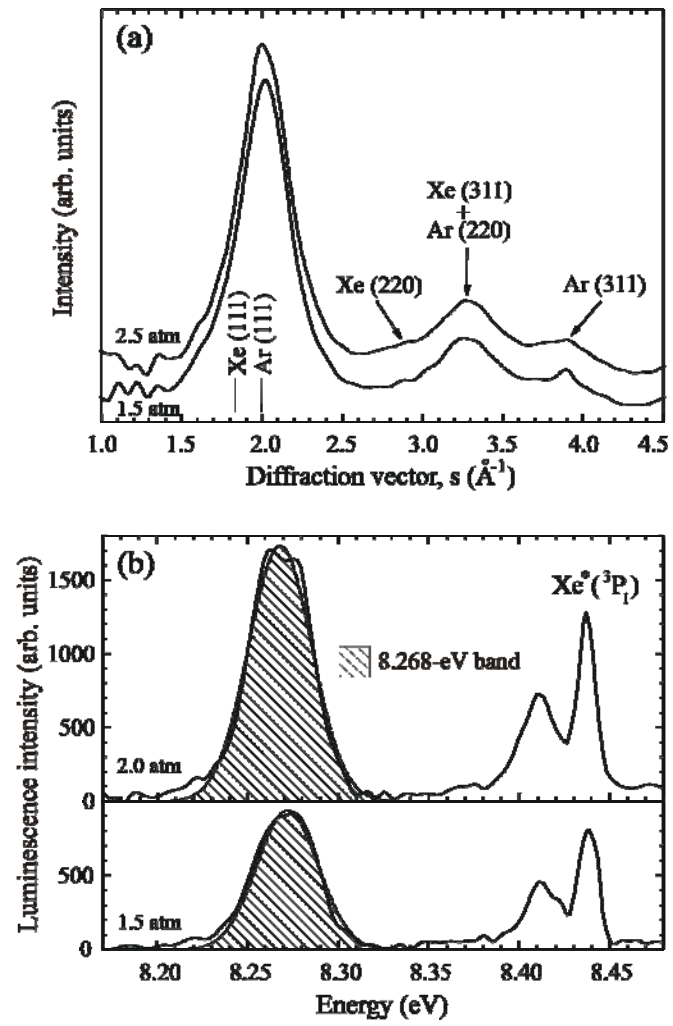 (a)
Intensity (arb. units)
Xe (311)
+
Ar (220)
Xe (220)
Ar (311)
2.5 atm
Xe (111)
Ar (111)
1.5 atm
1.0 1.5 2.0 2.5 3.0 3.5 4.0 4.5
Diffraction vector, s (Å⁻¹)
(b)
Luminescence intensity (arb. units)
1500
Xe*(³P₁)
1000
8.268-eV band
500
2.0 atm
0
500
1.5 atm
0
8.20 8.25 8.30 8.35 8.40 8.45
Energy (eV)